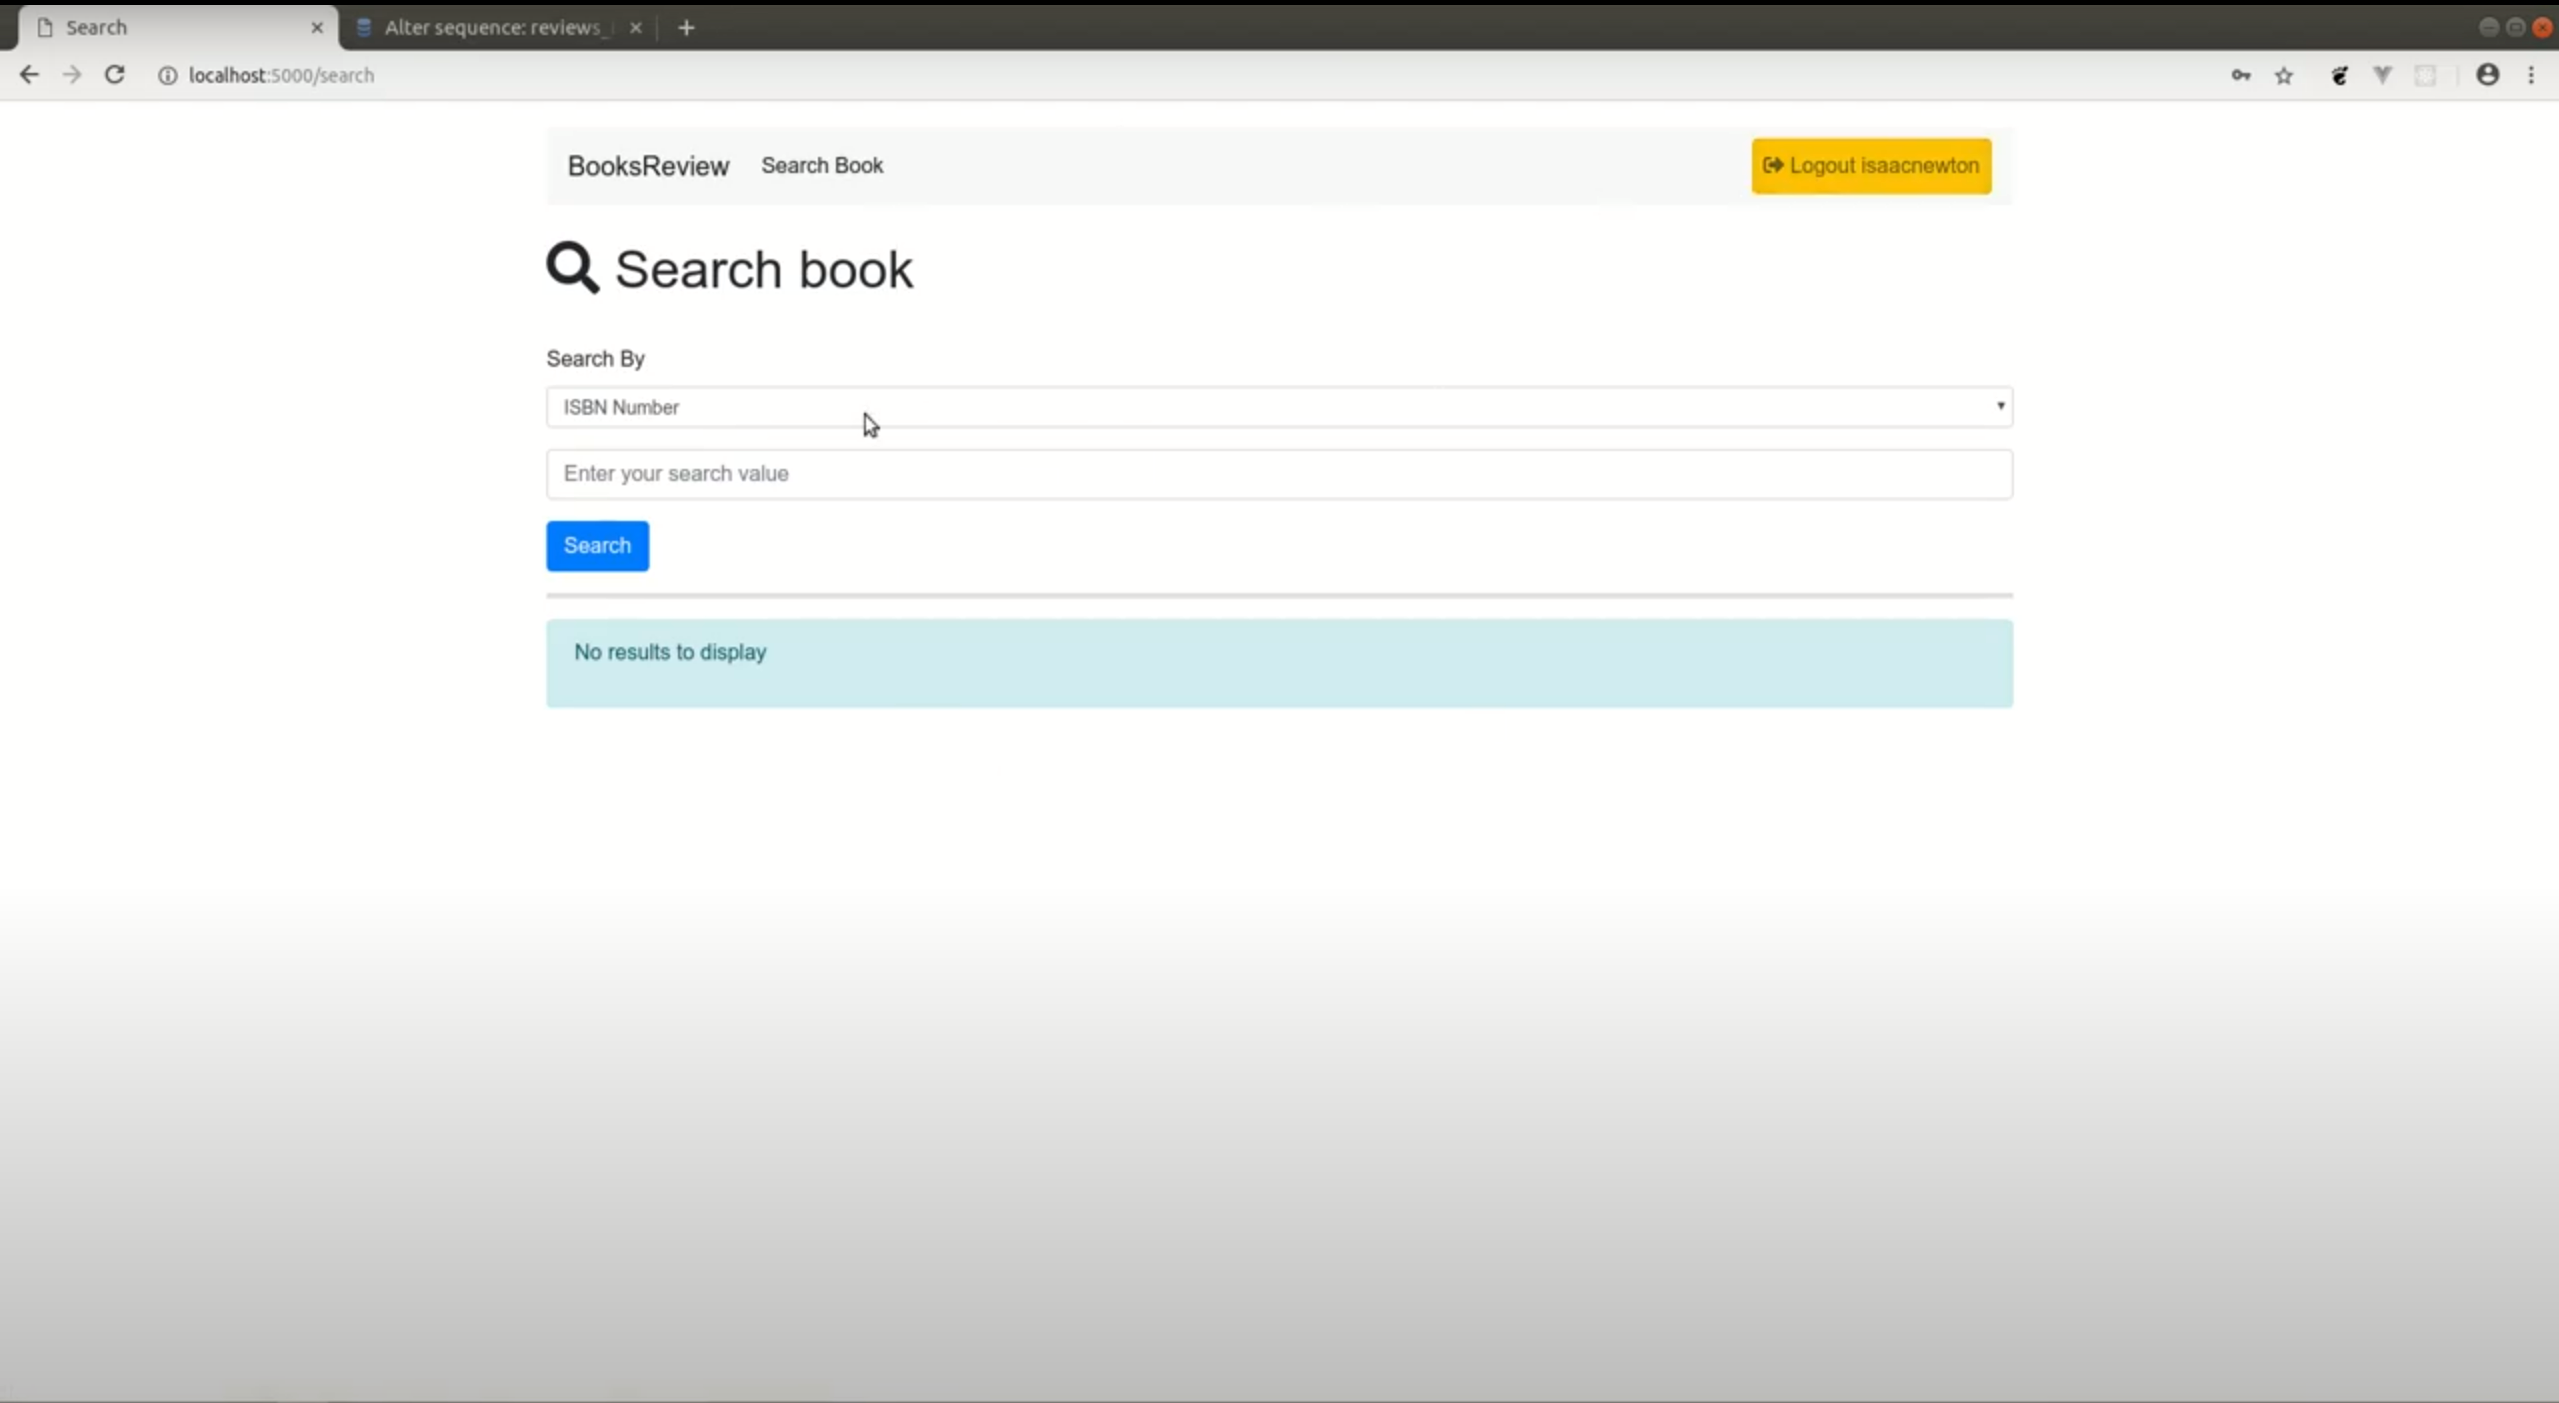 Search
Alter sequence: reviews_
localhost:5000/search
BooksReview Search Book Logout isaacnewton
Search book
Search By
ISBN Number
Enter your search value
Search
No results to display